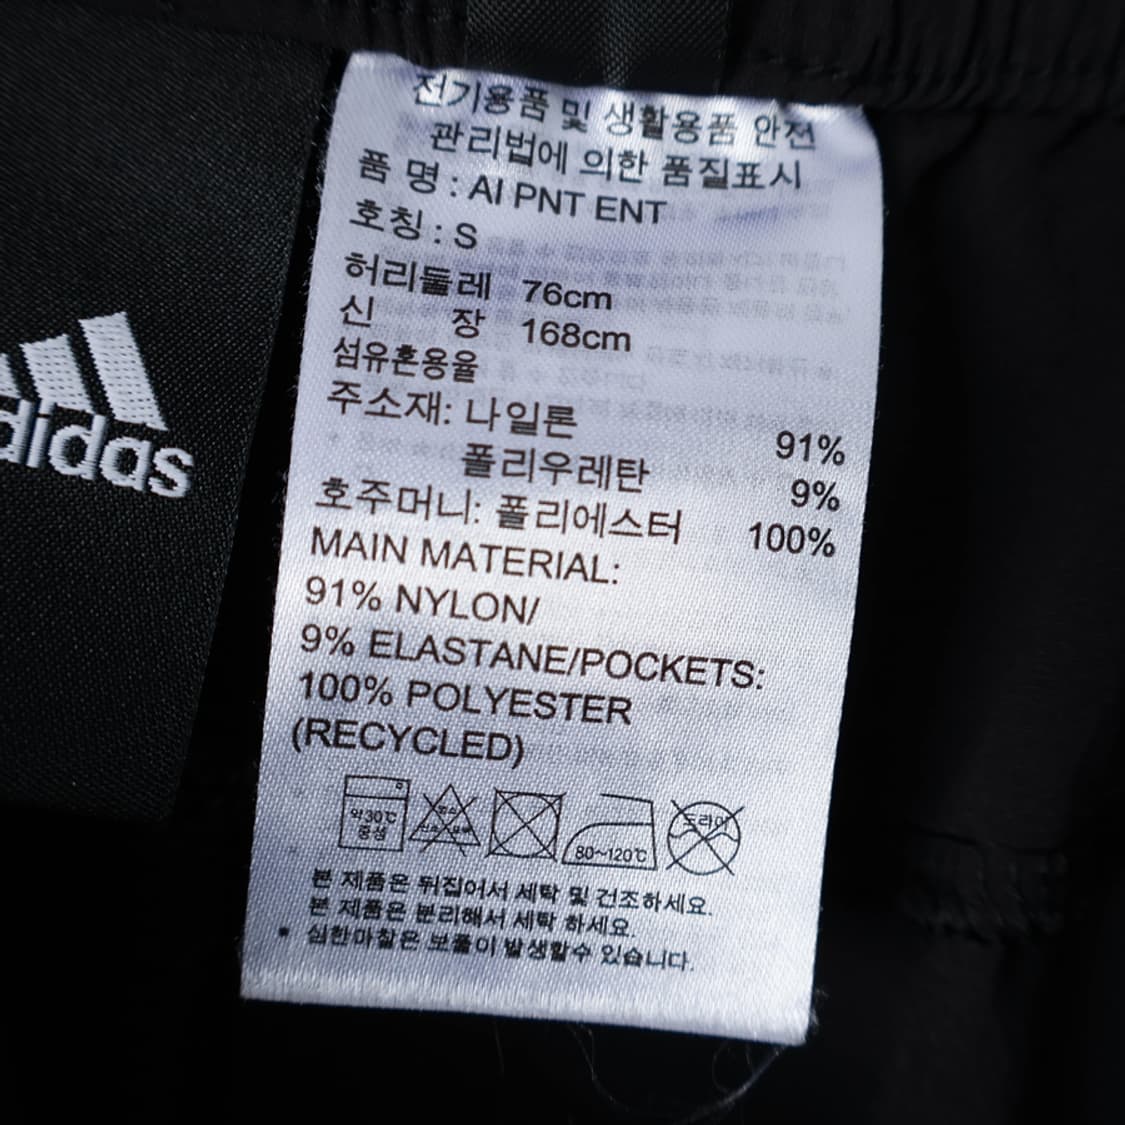 adidas
전기용품 및 생활용품 안전
관리법에 의한 품질표시
품 명 : AI PNT ENT
호칭 : S
허리둘레 76cm
신 장 168cm
섬유혼용율
주소재: 나일론 91%
폴리우레탄 9%
호주머니: 폴리에스터 100%
MAIN MATERIAL:
91% NYLON/
9% ELASTANE/POCKETS:
100% POLYESTER
(RECYCLED)
약30℃
중성
80~120℃
드라이
본 제품은 뒤집어서 세탁 및 건조하세요.
본 제품은 분리해서 세탁 하세요.
* 심한마찰은 보풀이 발생할수 있습니다.